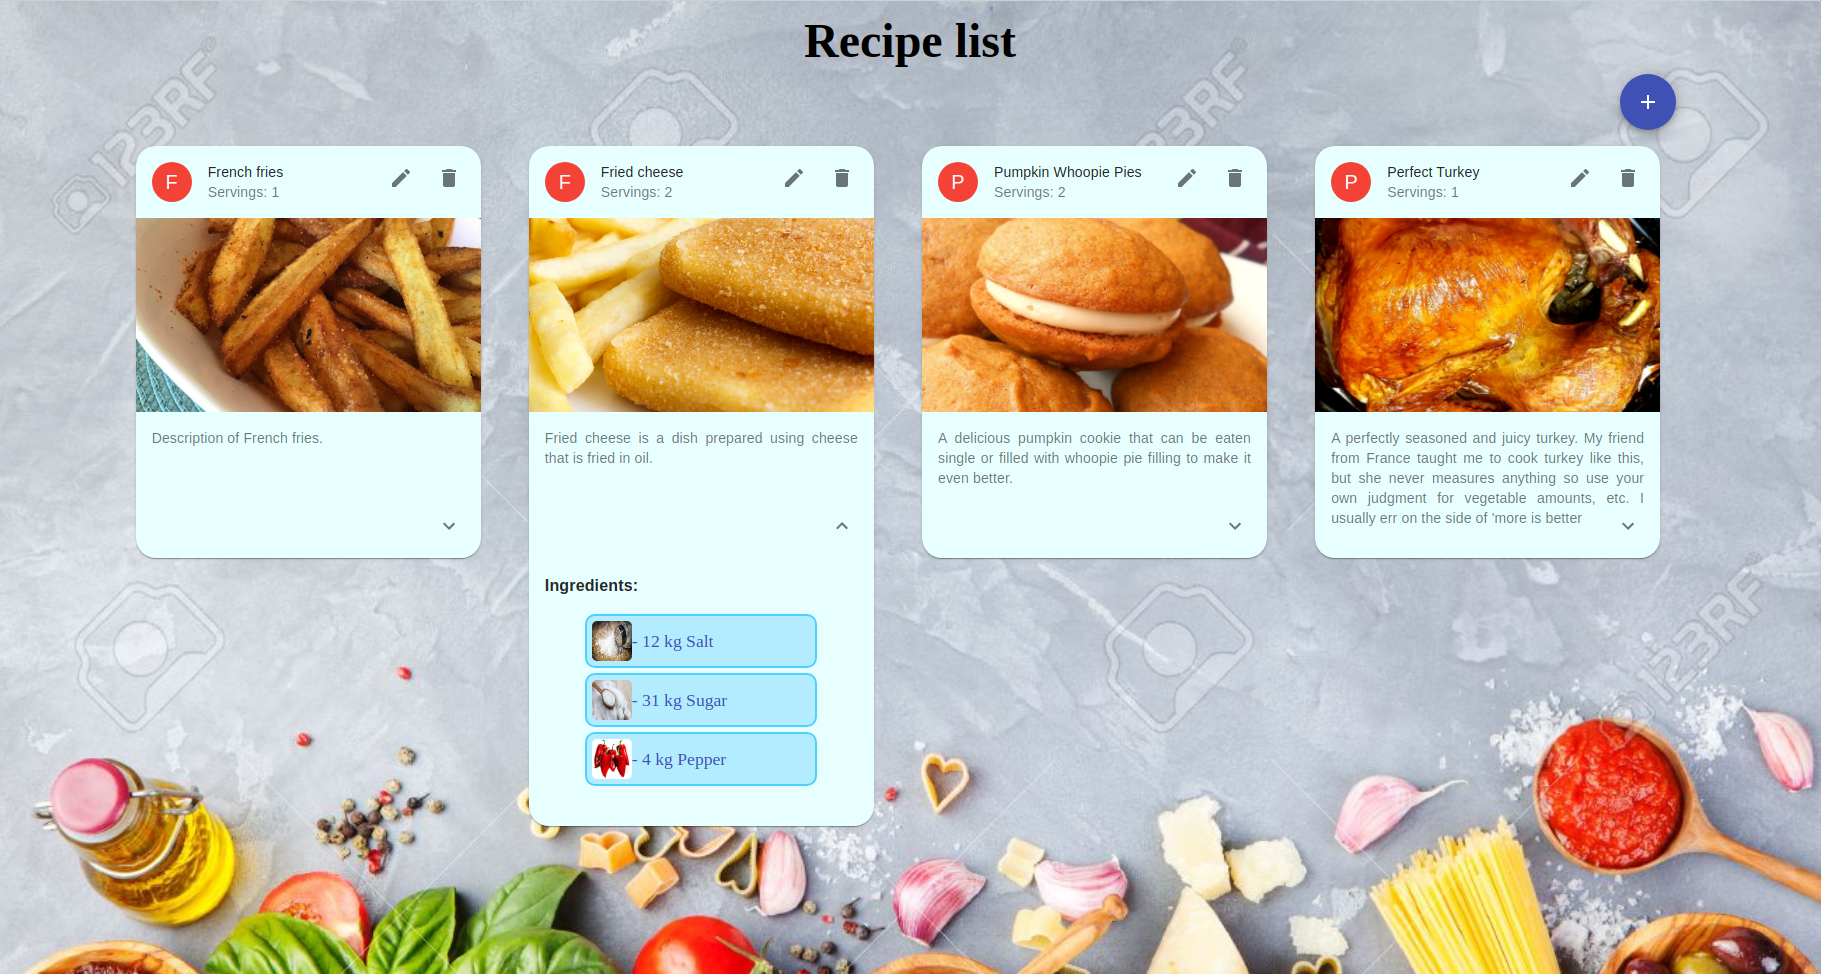 Recipe list
F
French fries
Servings: 1
Description of French fries.
F
Fried cheese
Servings: 2
Fried cheese is a dish prepared using cheese
that is fried in oil.
Ingredients:
- 12 kg Salt
- 31 kg Sugar
- 4 kg Pepper
P
Pumpkin Whoopie Pies
Servings: 2
A delicious pumpkin cookie that can be eaten
single or filled with whoopie pie filling to make it
even better.
P
Perfect Turkey
Servings: 1
A perfectly seasoned and juicy turkey. My friend
from France taught me to cook turkey like this,
but she never measures anything so use your
own judgment for vegetable amounts, etc. I
usually err on the side of 'more is better
123RF
123RF
123RF